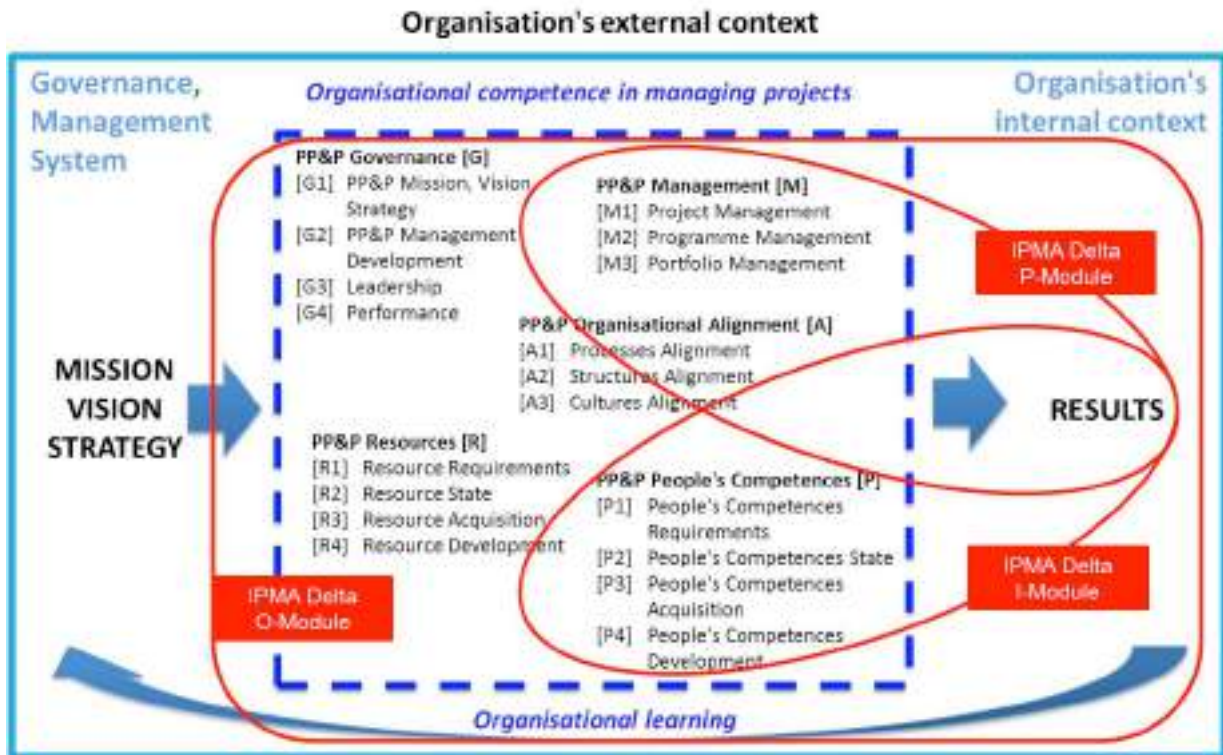 Organisation's external context
Governance,
Management
System
Organisational competence in managing projects
Organisation's
internal context
PP&P Governance [G]
[G1] PP&P Mission, Vision
Strategy
[G2] PP&P Management
Development
[G3] Leadership
[G4] Performance
PP&P Management [M]
[M1] Project Management
[M2] Programme Management
[M3] Portfolio Management
IPMA Delta
P-Module
PP&P Organisational Alignment [A]
[A1] Processes Alignment
[A2] Structures Alignment
[A3] Cultures Alignment
MISSION
VISION
STRATEGY
RESULTS
PP&P Resources [R]
[R1] Resource Requirements
[R2] Resource State
[R3] Resource Acquisition
[R4] Resource Development
PP&P People's Competences [P]
[P1] People's Competences
Requirements
[P2] People's Competences State
[P3] People's Competences
Acquisition
[P4] People's Competences
Development
IPMA Delta
I-Module
IPMA Delta
O-Module
Organisational learning